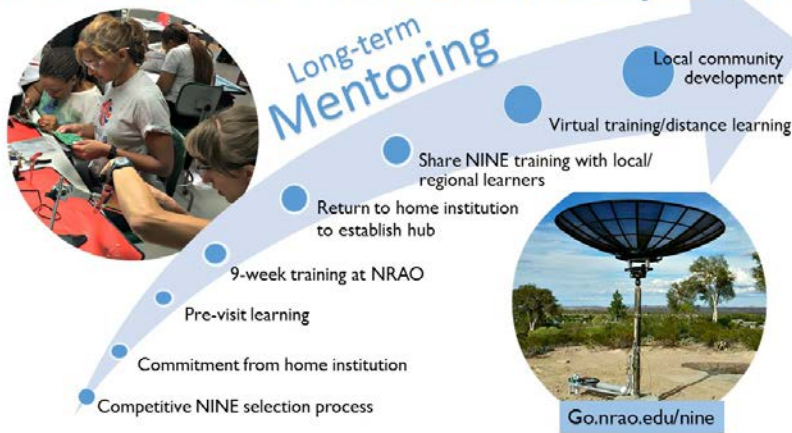 Long-term
Mentoring
Local community
development
Virtual training/distance learning
Share NINE training with local/
regional learners
Return to home institution
to establish hub
9-week training at NRAO
Pre-visit learning
Commitment from home institution
Competitive NINE selection process
Go.nrao.edu/nine